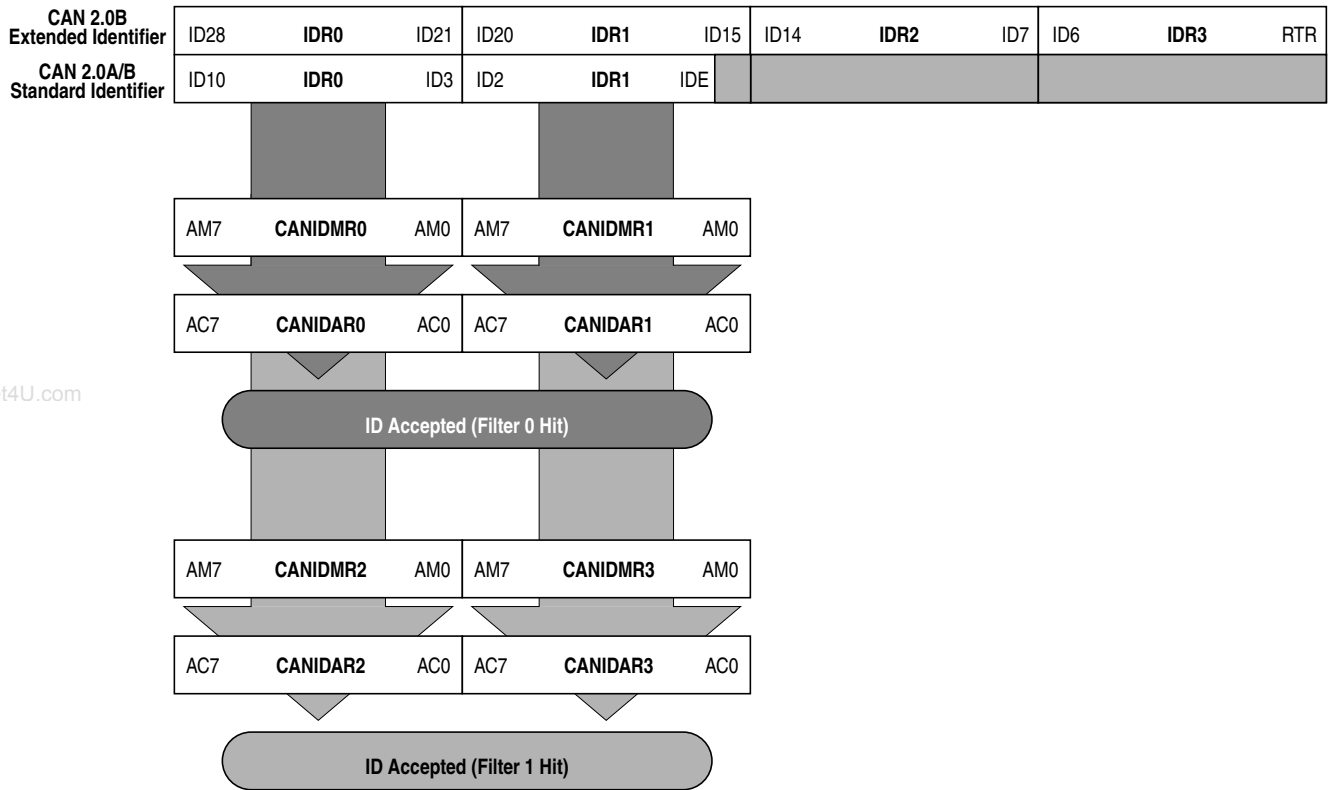 CAN 2.0B
Extended Identifier
ID28 IDR0 ID21 ID20 IDR1 ID15 ID14 IDR2 ID7 ID6 IDR3 RTR
CAN 2.0A/B
Standard Identifier
ID10 IDR0 ID3 ID2 IDR1 IDE
AM7 CANIDMR0 AM0 AM7 CANIDMR1 AM0
AC7 CANIDAR0 AC0 AC7 CANIDAR1 AC0
et4U.com
ID Accepted (Filter 0 Hit)
AM7 CANIDMR2 AM0 AM7 CANIDMR3 AM0
AC7 CANIDAR2 AC0 AC7 CANIDAR3 AC0
ID Accepted (Filter 1 Hit)